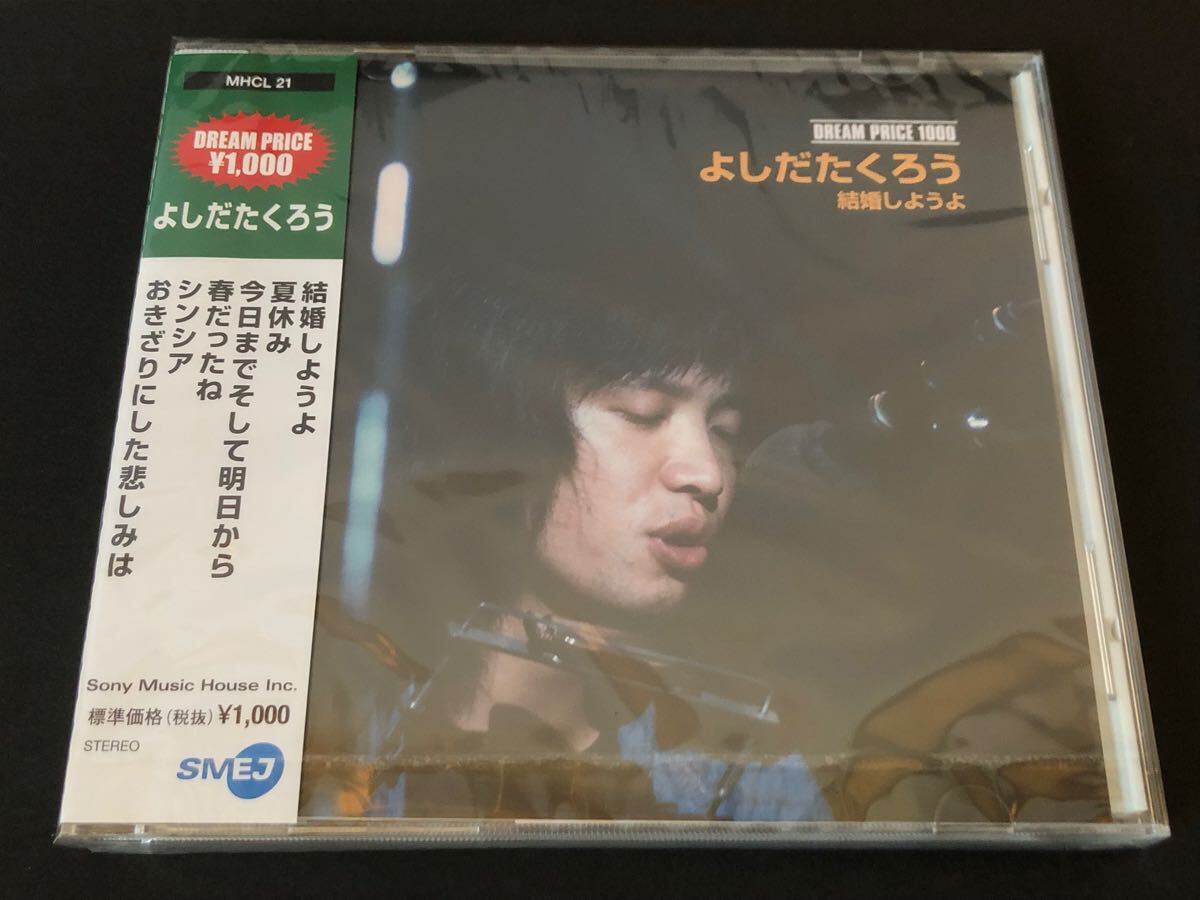 MHCL 21
DREAM PRICE
¥1,000
よしだたくろう
結婚しようよ
夏休み
今日までそして明日から
春だったね
シンシア
おきざりにした悲しみは
Sony Music House Inc.
標準価格(税抜)¥1,000
STEREO
SMEJ
DREAM PRICE 1000
よしだたくろう
結婚しようよ